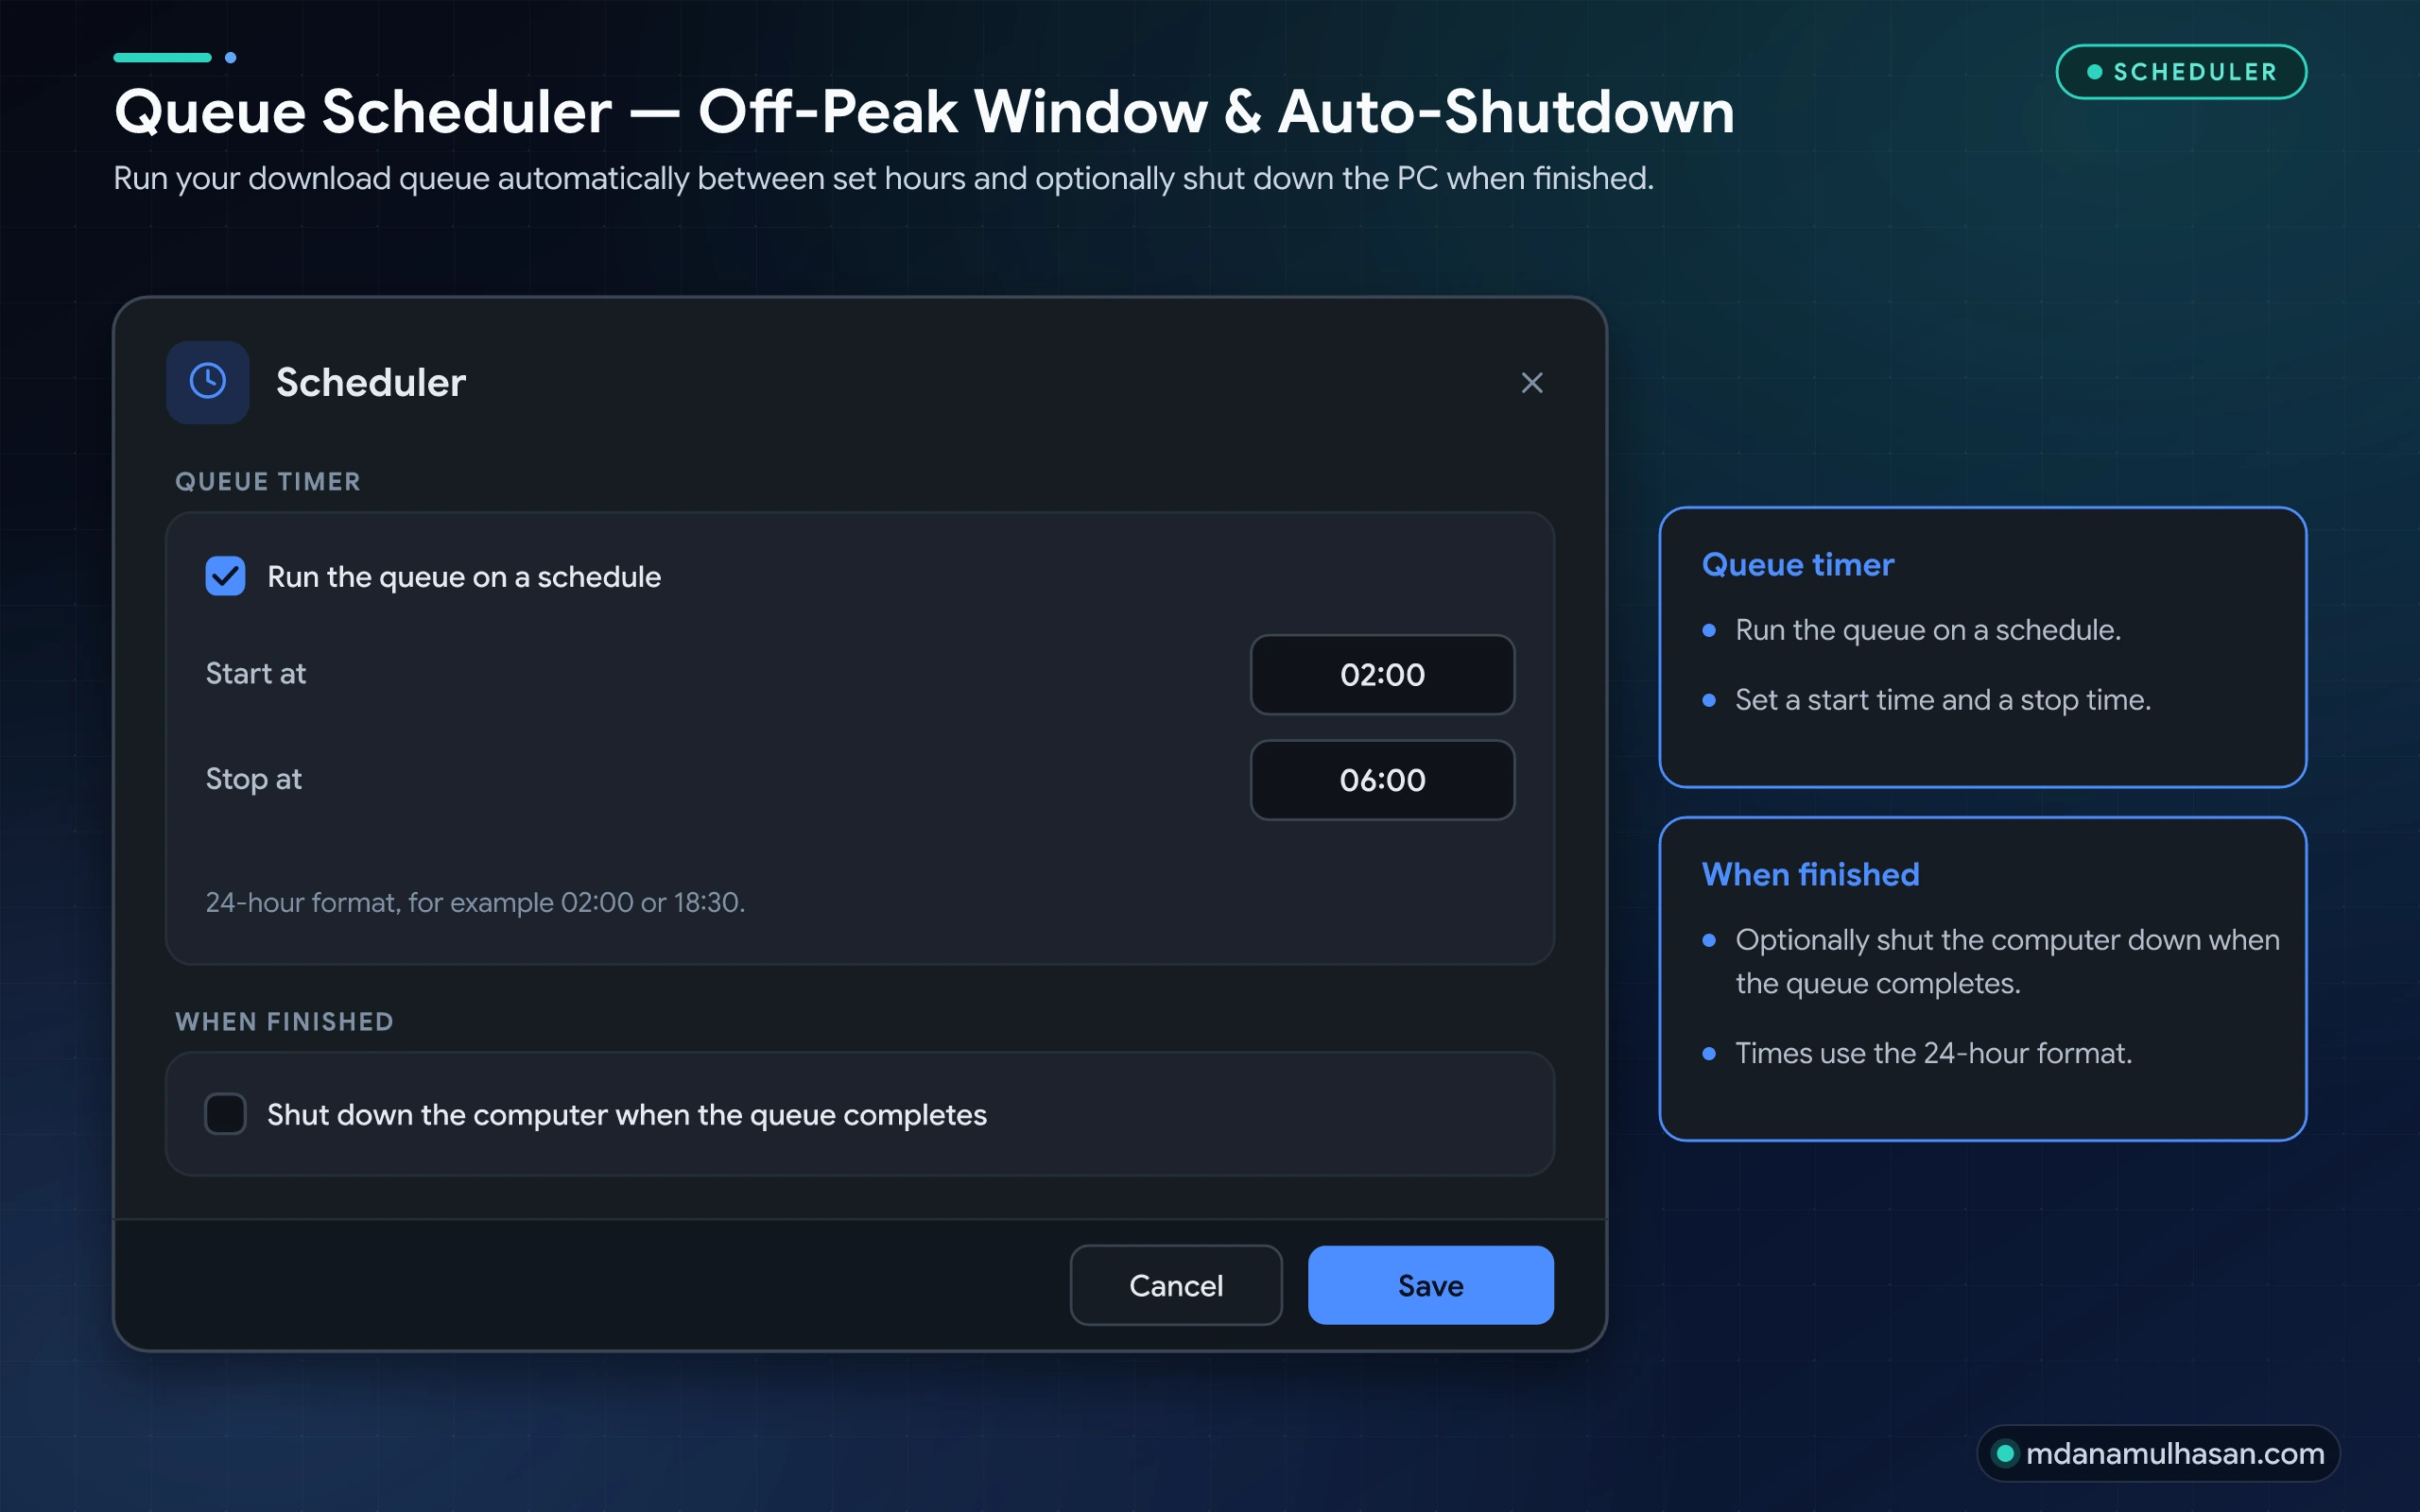 SCHEDULER
Queue Scheduler — Off-Peak Window & Auto-Shutdown
Run your download queue automatically between set hours and optionally shut down the PC when finished.
Scheduler
QUEUE TIMER
Run the queue on a schedule
Start at
02:00
Stop at
06:00
24-hour format, for example 02:00 or 18:30.
WHEN FINISHED
Shut down the computer when the queue completes
Cancel
Save
Queue timer
Run the queue on a schedule.
Set a start time and a stop time.
When finished
Optionally shut the computer down when
the queue completes.
Times use the 24-hour format.
mdanamulhasan.com